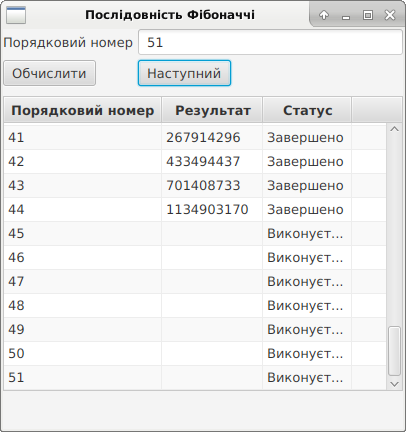 Послідовність Фібоначчі
Порядковий номер 51
Обчислити Наступний
Порядковий номер Результат Статус
41 267914296 Завершено
42 433494437 Завершено
43 701408733 Завершено
44 1134903170 Завершено
45 Виконуєт...
46 Виконуєт...
47 Виконуєт...
48 Виконуєт...
49 Виконуєт...
50 Виконуєт...
51 Виконуєт...